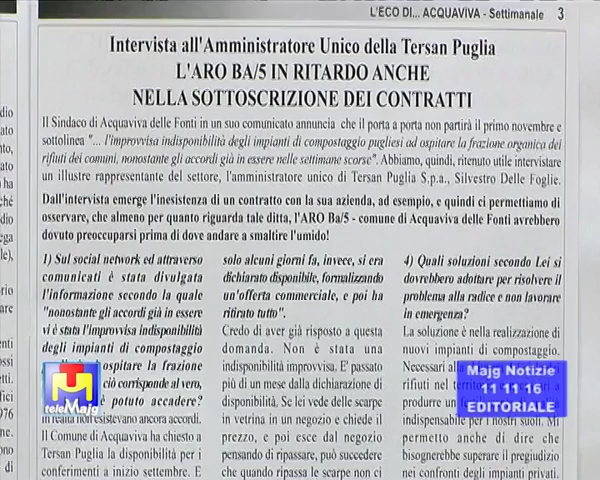 L'ECO DI... ACQUAVIVA - Settimanale 3
Intervista all'Amministratore Unico della Tersan Puglia
L'ARO BA/5 IN RITARDO ANCHE
NELLA SOTTOSCRIZIONE DEI CONTRATTI
Il Sindaco di Acquaviva delle Fonti in un suo comunicato annuncia che il porta a porta non partirà il primo novembre e
sottolinea "... l'improvvisa indisponibilità degli impianti di compostaggio pugliesi ad ospitare la frazione organica dei
rifiuti dei comuni, nonostante gli accordi già in essere nelle settimane scorse". Abbiamo, quindi, ritenuto utile intervistare
un illustre rappresentante del settore, l'amministratore unico di Tersan Puglia S.p.a., Silvestro Delle Foglie.
Dall'intervista emerge l'inesistenza di un contratto con la sua azienda, ad esempio, e quindi ci permettiamo di
osservare, che almeno per quanto riguarda tale ditta, l'ARO Ba/5 - comune di Acquaviva delle Fonti avrebbero
dovuto preoccuparsi prima di dove andare a smaltire l'umido!
1) Sul social network ed attraverso
comunicati è stata divulgata
l'informazione secondo la quale
"nonostante gli accordi già in essere
vi è stata l'improvvisa indisponibilità
degli impianti di compostaggio
ospitare la frazione
ciò corrisponde al vero,
è potuto accadere?
In realtà non esistevano ancora accordi.
Il Comune di Acquaviva ha chiesto a
Tersan Puglia la disponibilità per i
conferimenti a inizio settembre. E
solo alcuni giorni fa, invece, si era
dichiarato disponibile, formalizzando
un'offerta commerciale, e poi ha
ritirato tutto".
Credo di aver già risposto a questa
domanda. Non è stata una
indisponibilità improvvisa. E' passato
più di un mese dalla dichiarazione di
disponibilità. Se lei vede delle scarpe
in vetrina in un negozio e chiede il
prezzo, e poi esce dal negozio
pensando di ripassare, può succedere
che quando ripassa le scarpe non ci
4) Quali soluzioni secondo Lei si
dovrebbero adottare per risolvere il
problema alla radice e non lavorare
in emergenza?
La soluzione è nella realizzazione di
nuovi impianti di compostaggio.
Necessari
rifiuti nel
produrre un
indispensabile per i nostri suoli. Mi
permetto anche di dire che
bisognerebbe superare il pregiudizio
nei confronti degli impianti privati.
teleMajg
Majg Notizie
11 11 16
EDITORIALE